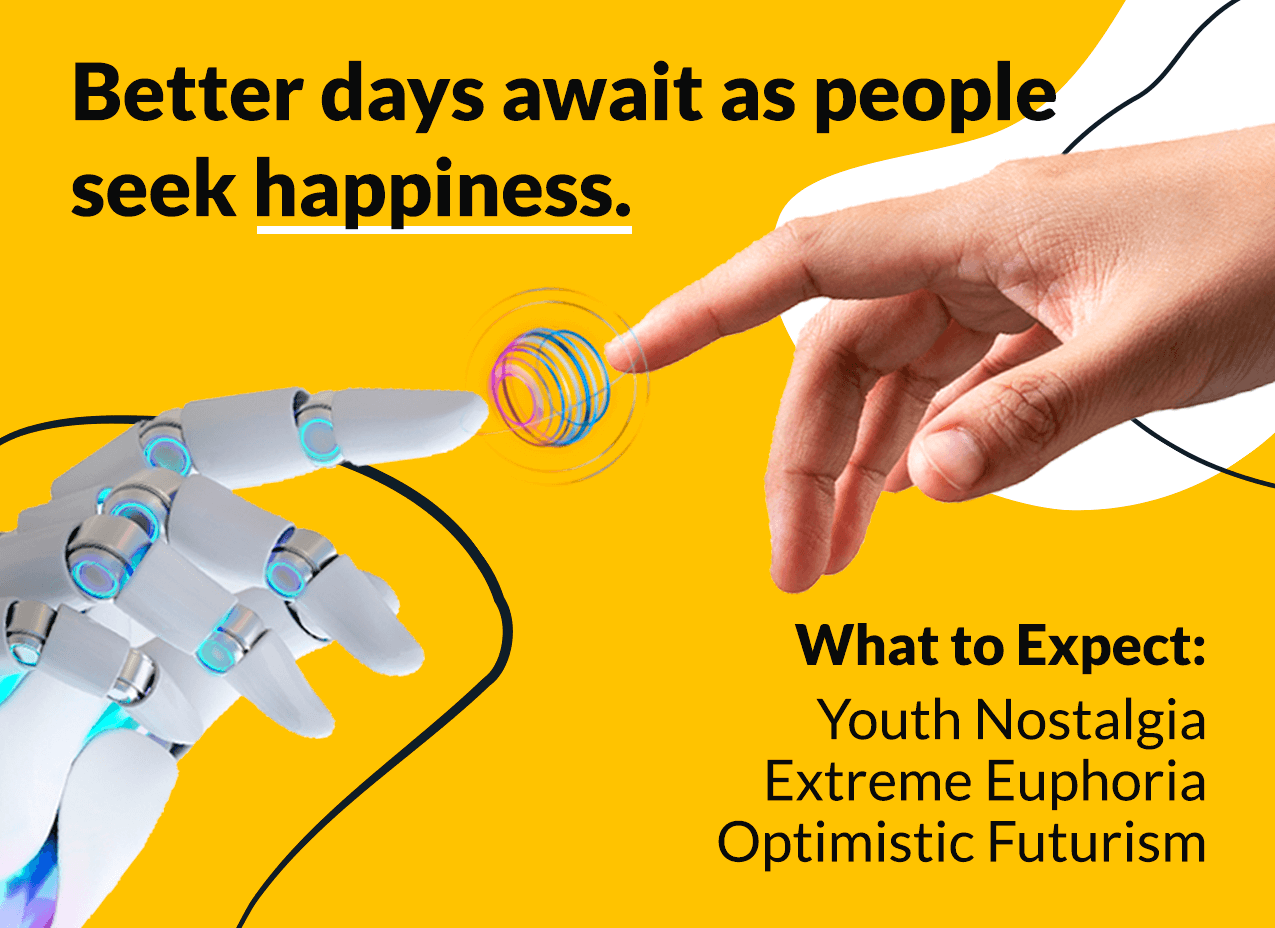 Better days await as people
seek happiness.
What to Expect:
Youth Nostalgia
Extreme Euphoria
Optimistic Futurism